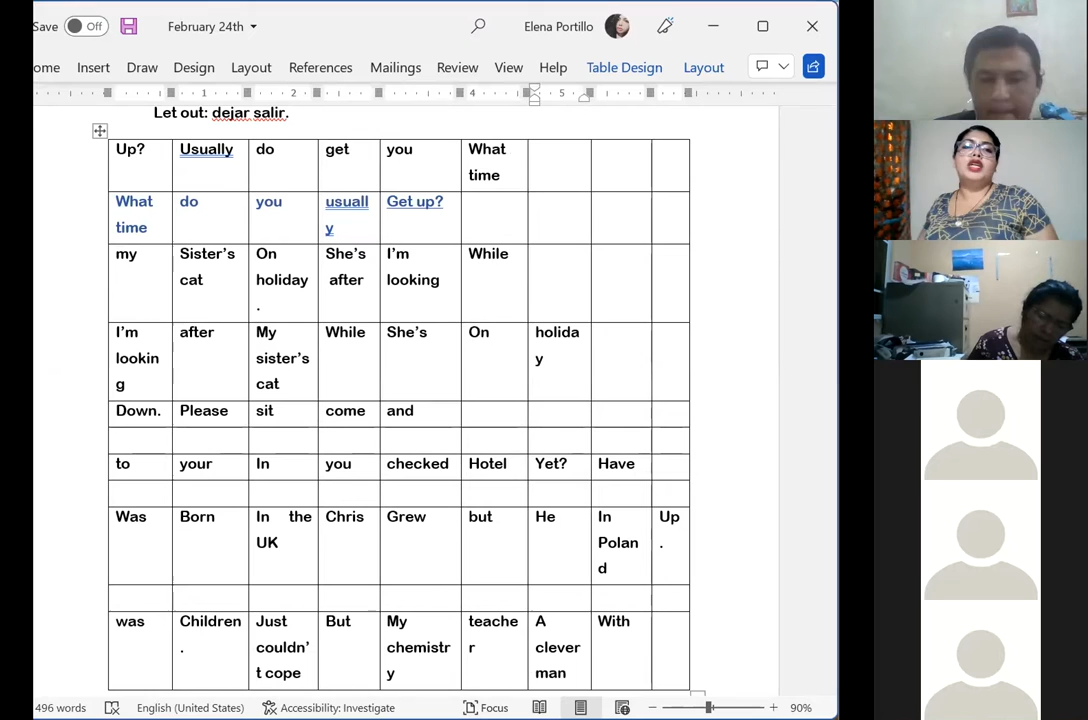 Save Off February 24th Elena Portillo
ome Insert Draw Design Layout References Mailings Review View Help Table Design Layout
1 2 4 5
Let out: dejar salir.
Up? Usually do get you What
time
What do you usuall Get up?
time y
my Sister's On She's I'm While
cat holiday after looking
.
I'm after My While She's On holida
lookin sister's y
g cat
Down. Please sit come and
to your In you checked Hotel Yet? Have
Was Born In the Chris Grew but He In Up
UK Polan .
d
was Children Just But My teache A With
. couldn' chemistr r clever
t cope y man
496 words English (United States) Accessibility: Investigate Focus 90%